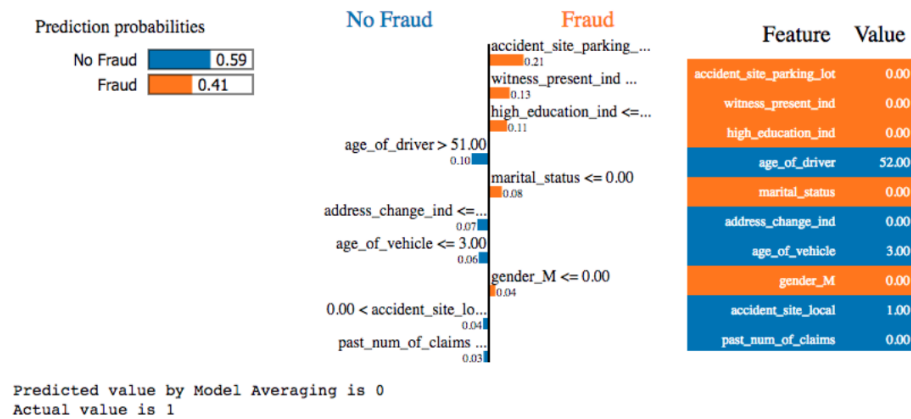 Prediction probabilities
No Fraud 0.59
Fraud 0.41
No Fraud Fraud
accident_site_parking_...
0.21
witness_present_ind ...
0.13
high_education_ind <=...
0.11
age_of_driver > 51.00
0.10
marital_status <= 0.00
0.08
address_change_ind <=...
0.07
age_of_vehicle <= 3.00
0.06
gender_M <= 0.00
0.04
0.00 < accident_site_lo...
0.04
past_num_of_claims ...
0.03
Feature Value
accident_site_parking_lot 0.00
witness_present_ind 0.00
high_education_ind 0.00
age_of_driver 52.00
marital_status 0.00
address_change_ind 0.00
age_of_vehicle 3.00
gender_M 0.00
accident_site_local 1.00
past_num_of_claims 0.00
Predicted value by Model Averaging is 0
Actual value is 1